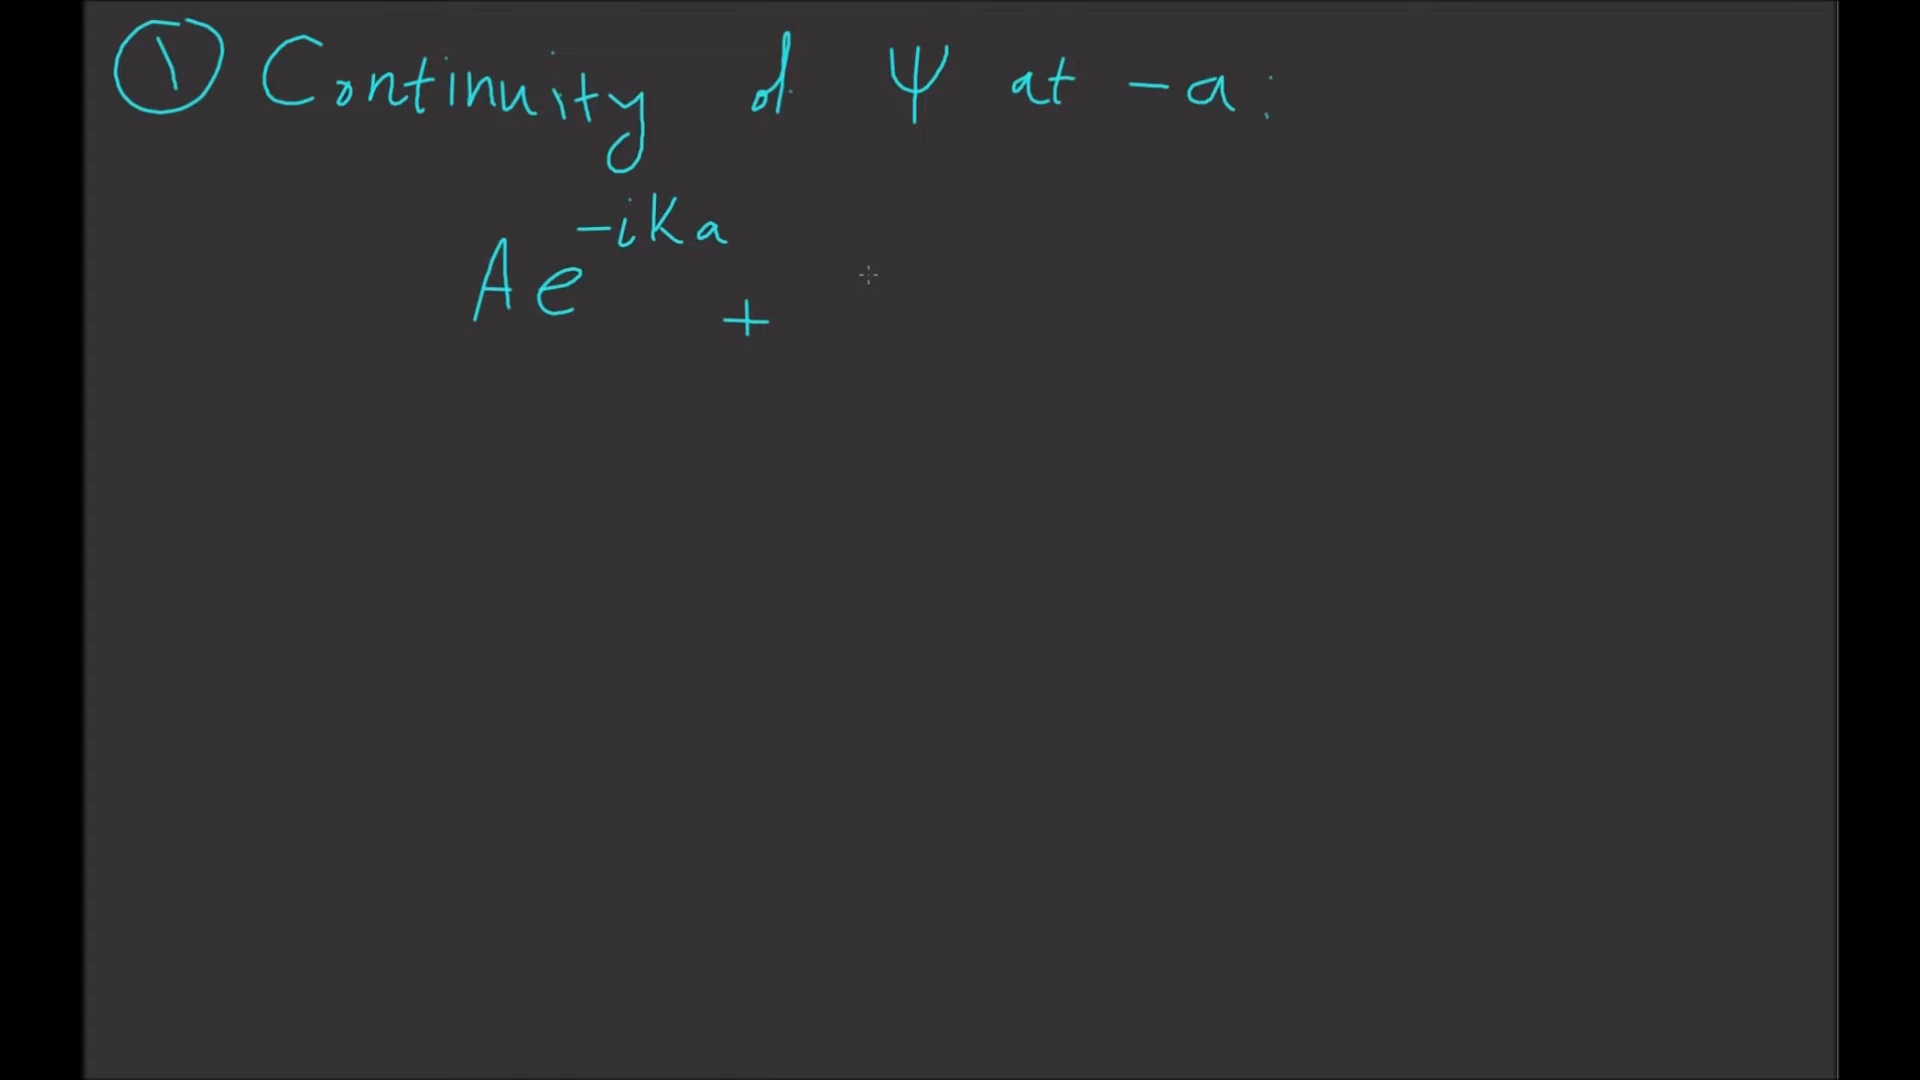 ① Continuity of Ψ at -a:
Ae^{-ika} +